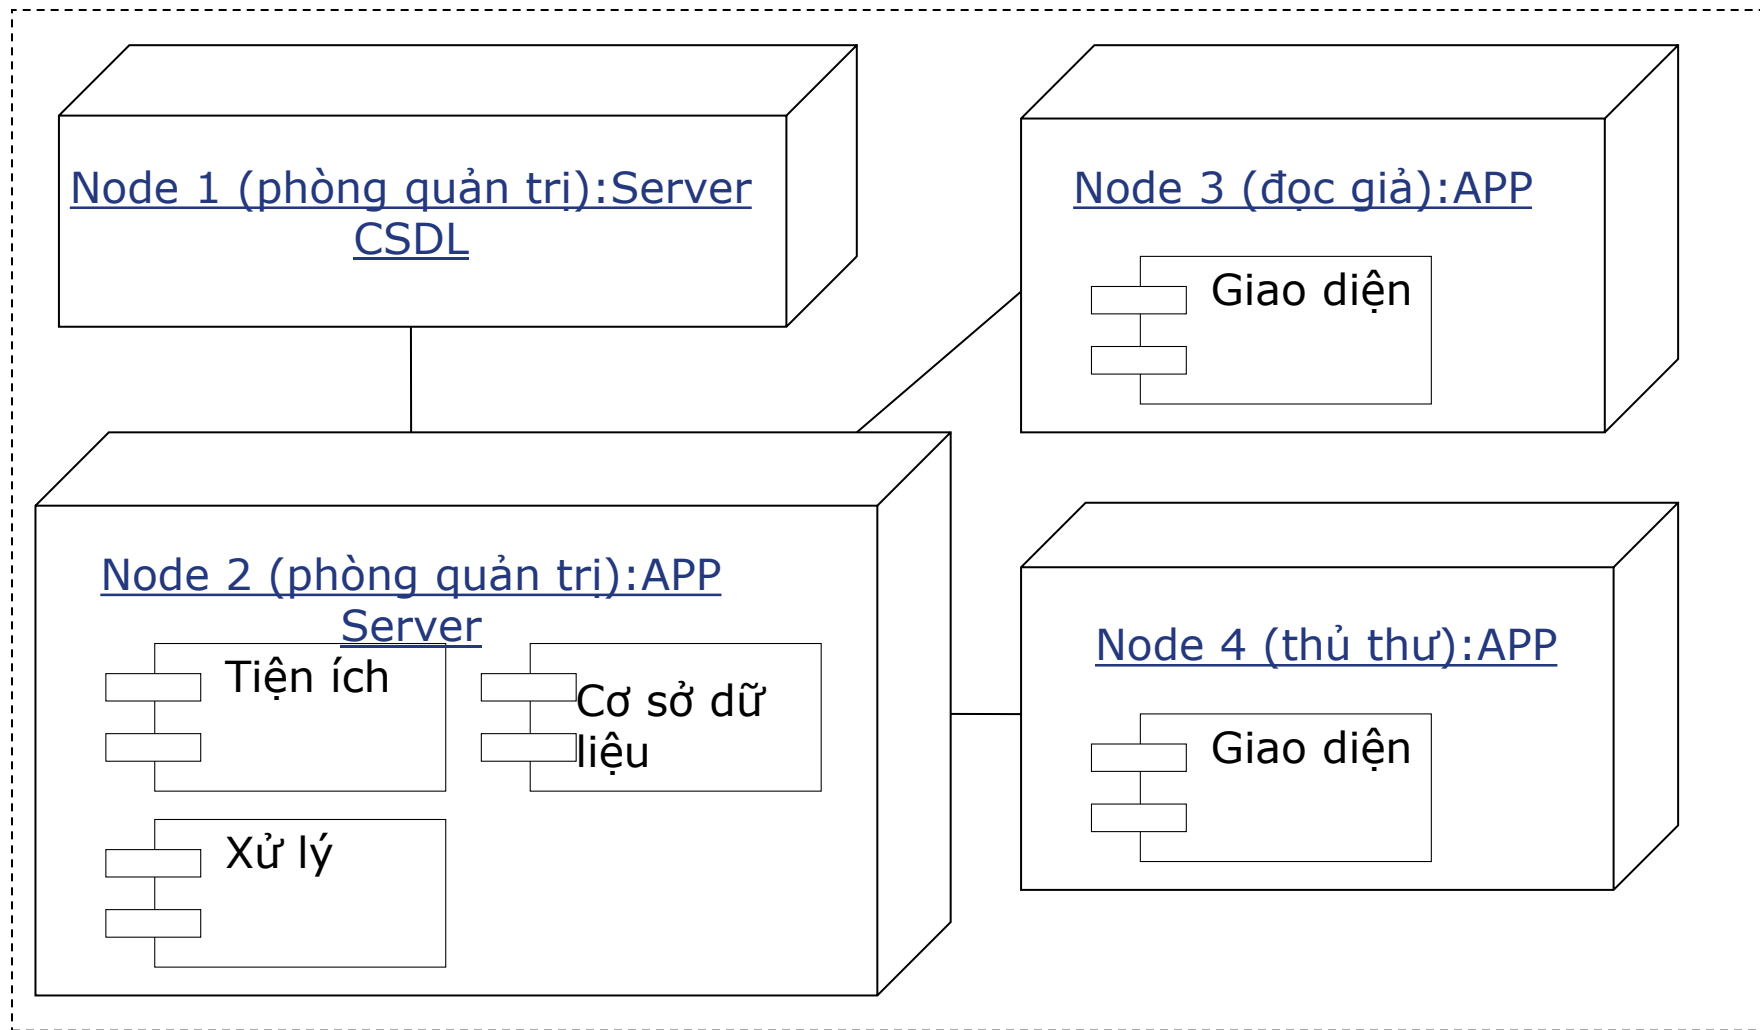 Node 1 (phòng quản trị):Server
CSDL
Node 3 (đọc giả):APP
Giao diện
Node 2 (phòng quản trị):APP
Server
Tiện ích
Cơ sở dữ
liệu
Xử lý
Node 4 (thủ thư):APP
Giao diện